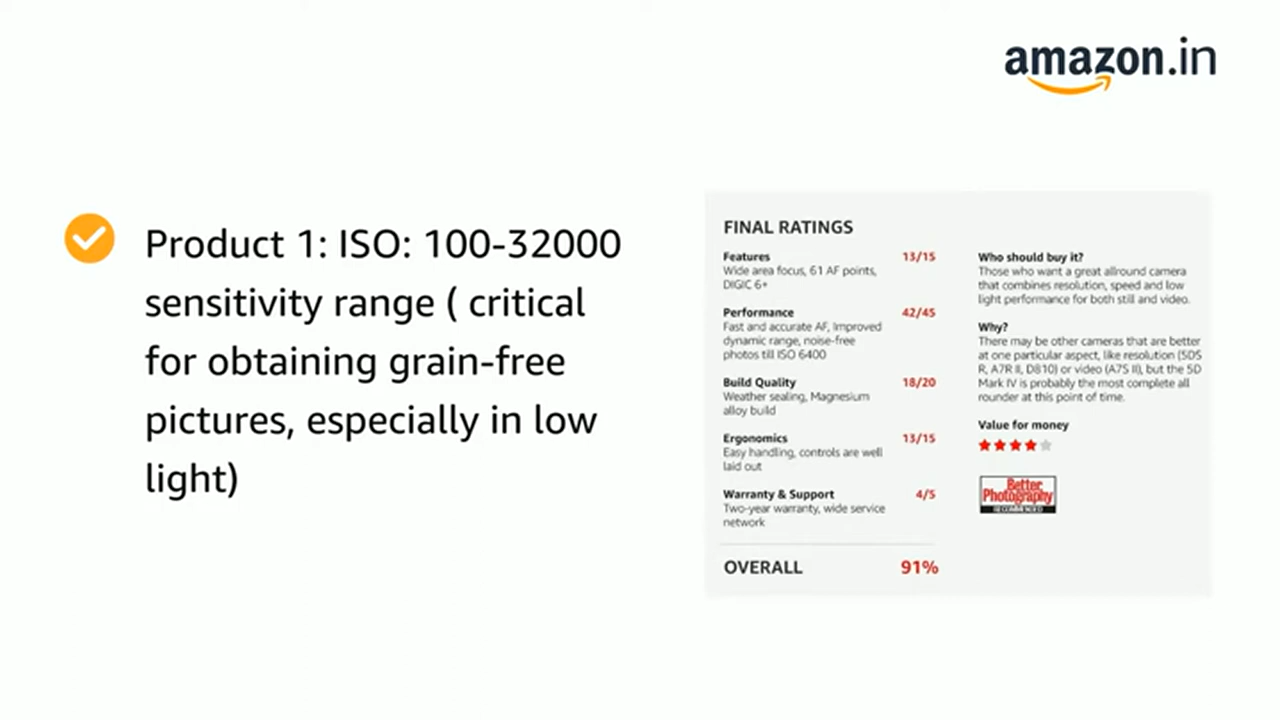 amazon.in
Product 1: ISO: 100-32000
sensitivity range ( critical
for obtaining grain-free
pictures, especially in low
light)
FINAL RATINGS
Features 13/15
Wide area focus, 61 AF points,
DIGIC 6+
Performance 42/45
Fast and accurate AF, Improved
dynamic range, noise-free
photos till ISO 6400
Build Quality 18/20
Weather sealing, Magnesium
alloy build
Ergonomics 13/15
Easy handling, controls are well
laid out
Warranty & Support 4/5
Two-year warranty, wide service
network
OVERALL 91%
Who should buy it?
Those who want a great allround camera
that combines resolution, speed and low
light performance for both still and video.
Why?
There may be other cameras that are better
at one particular aspect, like resolution (5DS
R, A7R II, D810) or video (A7S II), but the 5D
Mark IV is probably the most complete all
rounder at this point of time.
Value for money
Better
Photography
RECOMMENDED